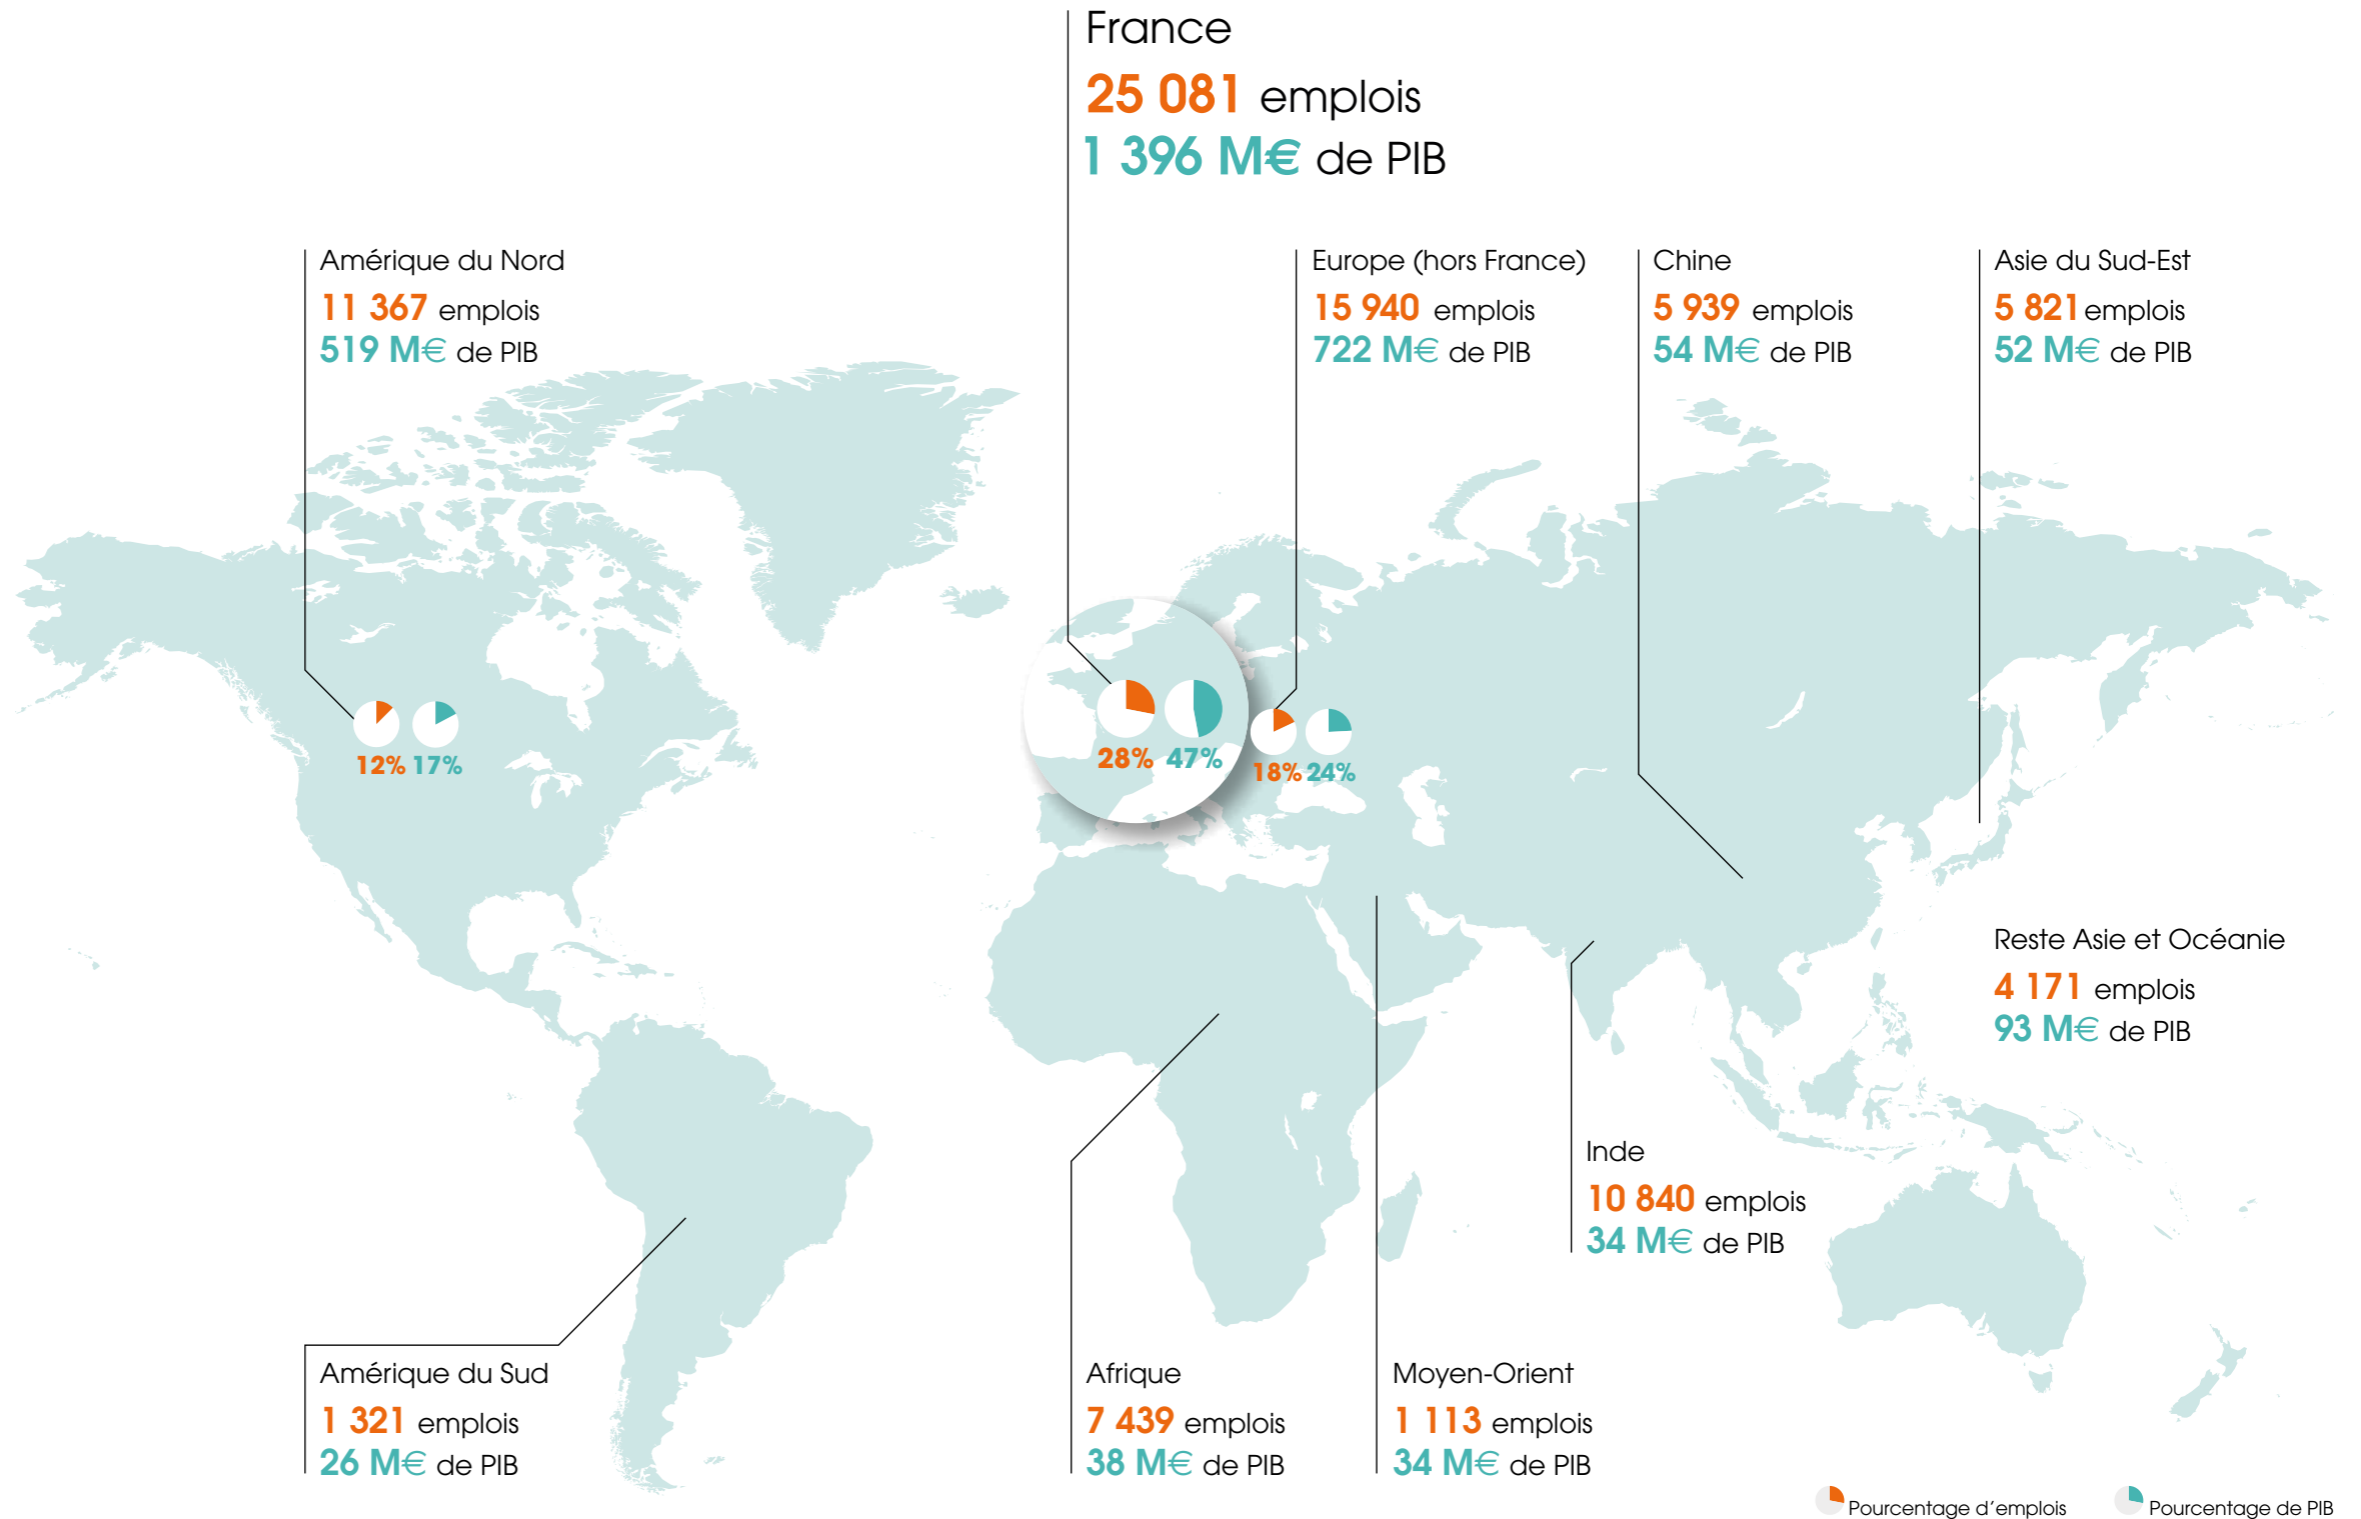 France
25 081 emplois
1 396 M€ de PIB
Amérique du Nord
11 367 emplois
519 M€ de PIB
Europe (hors France)
15 940 emplois
722 M€ de PIB
Chine
5 939 emplois
54 M€ de PIB
Asie du Sud-Est
5 821 emplois
52 M€ de PIB
12% 17%
28% 47%
18% 24%
Reste Asie et Océanie
4 171 emplois
93 M€ de PIB
Inde
10 840 emplois
34 M€ de PIB
Amérique du Sud
1 321 emplois
26 M€ de PIB
Afrique
7 439 emplois
38 M€ de PIB
Moyen-Orient
1 113 emplois
34 M€ de PIB
Pourcentage d'emplois
Pourcentage de PIB